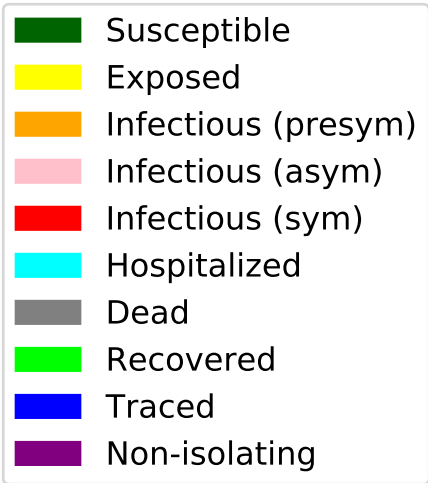 Susceptible
Exposed
Infectious (presym)
Infectious (asym)
Infectious (sym)
Hospitalized
Dead
Recovered
Traced
Non-isolating